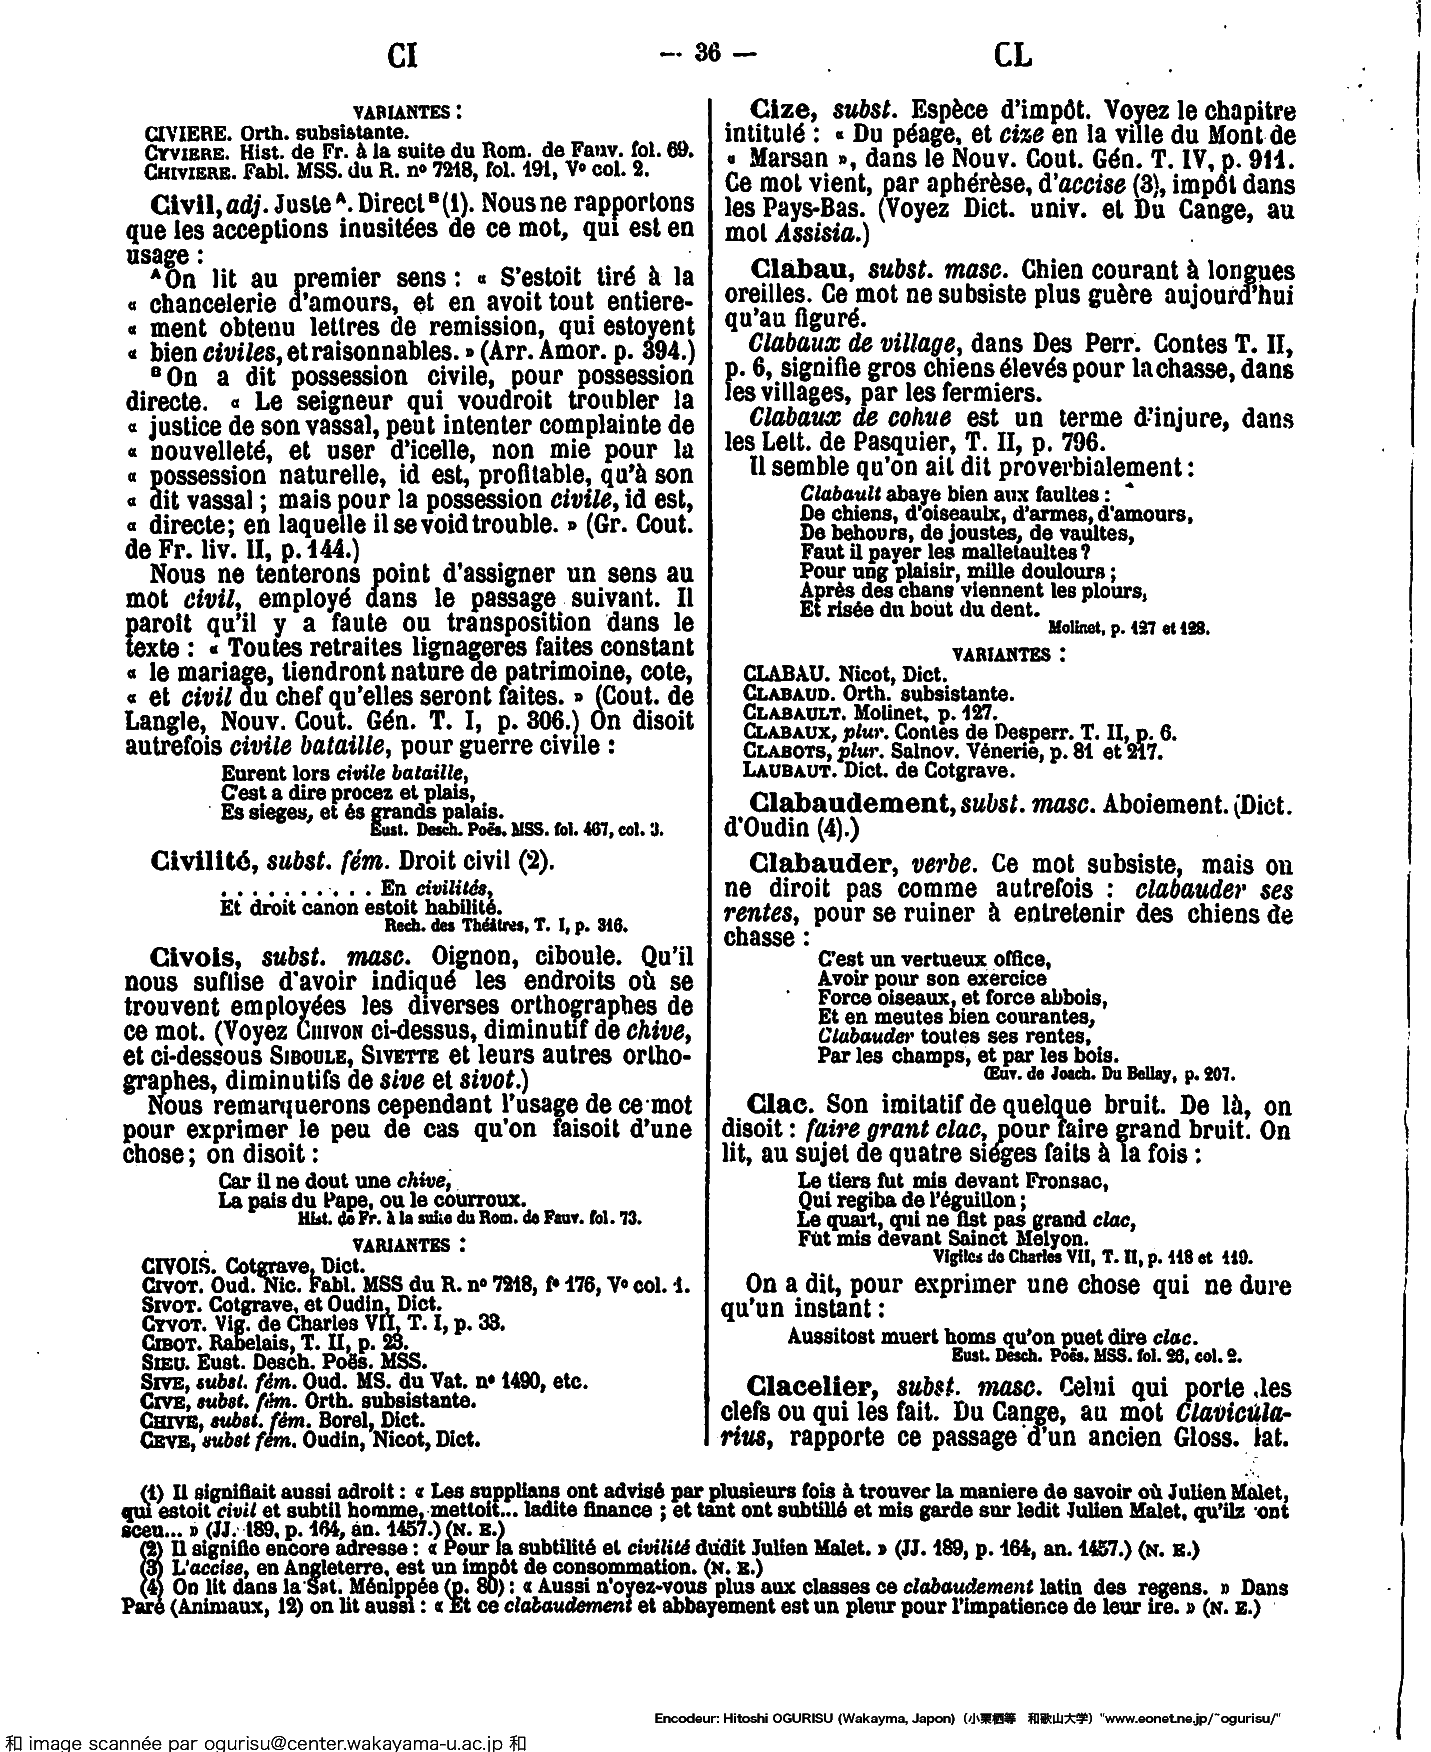 CI
— 36 —
CL
VARIANTES :
CIVIERE. Orth. subsistante.
CYVIERE. Hist. de Fr. à la suite du Rom. de Fauv. fol. 69.
CHIVIERE. Fabl. MSS. du R. nº 7218, fol. 191, Vº col. 2.
Civil, adj. Juste ᴬ. Direct ᴮ (1). Nous ne rapportons
que les acceptions inusitées de ce mot, qui est en
usage :
ᴬ On lit au premier sens : « S'estoit tiré à la
« chancelerie d'amours, et en avoit tout entiere-
« ment obtenu lettres de remission, qui estoyent
« bien civiles, et raisonnables. » (Arr. Amor. p. 394.)
ᴮ On a dit possession civile, pour possession
directe. « Le seigneur qui voudroit troubler la
« justice de son vassal, peut intenter complainte de
« nouvelleté, et user d'icelle, non mie pour la
« possession naturelle, id est, profitable, qu'à son
« dit vassal ; mais pour la possession civile, id est,
« directe; en laquelle il se void trouble. » (Gr. Cout.
de Fr. liv. II, p. 144.)
Nous ne tenterons point d'assigner un sens au
mot civil, employé dans le passage suivant. Il
paroit qu'il y a faute ou transposition dans le
texte : « Toutes retraites lignageres faites constant
« le mariage, tiendront nature de patrimoine, cote,
« et civil du chef qu'elles seront faites. » (Cout. de
Langle, Nouv. Cout. Gén. T. I, p. 306.) On disoit
autrefois civile bataille, pour guerre civile :
Eurent lors civile bataille,
C'est a dire procez et plais,
Es sieges, et és grands palais.
Eust. Desch. Poës. MSS. fol. 467, col. 3.
Civilité, subst. fém. Droit civil (2).
. . . . . . . . . . . En civilités,
Et droit canon estoit habilité.
Rech. des Théâtres, T. I, p. 316.
Civois, subst. masc. Oignon, ciboule. Qu'il
nous suffise d'avoir indiqué les endroits où se
trouvent employées les diverses orthographes de
ce mot. (Voyez CHIVON ci-dessus, diminutif de chive,
et ci-dessous SIBOULE, SIVETTE et leurs autres ortho-
graphes, diminutifs de sive et sivot.)
Nous remarquerons cependant l'usage de ce mot
pour exprimer le peu de cas qu'on faisoit d'une
chose; on disoit :
Car il ne dout une chive,
La pais du Pape, ou le courroux.
Hist. de Fr. à la suite du Rom. de Fauv. fol. 73.
VARIANTES :
CIVOIS. Cotgrave, Dict.
CIVOT. Oud. Nic. Fabl. MSS du R. nº 7218, fº 176, Vº col. 1.
SIVOT. Cotgrave, et Oudin, Dict.
CYVOT. Vig. de Charles VII, T. I, p. 33.
CIBOT. Rabelais, T. II, p. 23.
SIEU. Eust. Desch. Poës. MSS.
SIVE, subst. fém. Oud. MS. du Vat. nº 1490, etc.
CIVE, subst. fém. Orth. subsistante.
CHIVE, subst. fém. Borel, Dict.
CEVE, subst fém. Oudin, Nicot, Dict.
Cize, subst. Espèce d'impôt. Voyez le chapitre
intitulé : « Du péage, et cize en la ville du Mont de
« Marsan », dans le Nouv. Cout. Gén. T. IV, p. 911.
Ce mot vient, par aphérèse, d'accise (3), impôt dans
les Pays-Bas. (Voyez Dict. univ. et Du Cange, au
mot Assisia.)
Clabau, subst. masc. Chien courant à longues
oreilles. Ce mot ne subsiste plus guère aujourd'hui
qu'au figuré.
Clabaux de village, dans Des Perr. Contes T. II,
p. 6, signifie gros chiens élevés pour la chasse, dans
les villages, par les fermiers.
Clabaux de cohue est un terme d'injure, dans
les Lett. de Pasquier, T. II, p. 796.
Il semble qu'on ait dit proverbialement :
Clabault abaye bien aux faultes :
De chiens, d'oiseaulx, d'armes, d'amours,
De behours, de joustes, de vaultes,
Faut il payer les malletaultes ?
Pour ung plaisir, mille doulours ;
Après des chans viennent les plours,
Et risée du bout du dent.
Molinet, p. 127 et 128.
VARIANTES :
CLABAU. Nicot, Dict.
CLABAUD. Orth. subsistante.
CLABAULT. Molinet, p. 127.
CLABAUX, plur. Contes de Desperr. T. II, p. 6.
CLABOTS, plur. Salnov. Vénerie, p. 81 et 217.
LAUBAUT. Dict. de Cotgrave.
Clabaudement, subst. masc. Aboiement. (Dict.
d'Oudin (4).)
Clabauder, verbe. Ce mot subsiste, mais on
ne diroit pas comme autrefois : clabauder ses
rentes, pour se ruiner à entretenir des chiens de
chasse :
C'est un vertueux office,
Avoir pour son exercice
Force oiseaux, et force abbois,
Et en meutes bien courantes,
Clabauder toutes ses rentes,
Par les champs, et par les bois.
Œuv. de Joach. Du Bellay, p. 207.
Clac. Son imitatif de quelque bruit. De là, on
disoit : faire grant clac, pour faire grand bruit. On
lit, au sujet de quatre siéges faits à la fois :
Le tiers fut mis devant Fronsac,
Qui regiba de l'éguillon ;
Le quart, qui ne fist pas grand clac,
Fut mis devant Sainct Melyon.
Vigiles de Charles VII, T. II, p. 118 et 119.
On a dit, pour exprimer une chose qui ne dure
qu'un instant :
Aussitost muert homs qu'on puet dire clac.
Eust. Desch. Poës. MSS. fol. 26, col. 2.
Clacelier, subst. masc. Celui qui porte les
clefs ou qui les fait. Du Cange, au mot Clavicula-
rius, rapporte ce passage d'un ancien Gloss. lat.
(1) Il signifiait aussi adroit : « Les supplians ont advisé par plusieurs fois à trouver la maniere de savoir où Julien Malet,
qui estoit civil et subtil homme, mettoit... ladite finance ; et tant ont subtillé et mis garde sur ledit Julien Malet, qu'ilz ont
sceu... » (JJ. 189, p. 164, an. 1457.) (N. E.)
(2) Il signifie encore adresse : « Pour la subtilité et civilité dudit Julien Malet. » (JJ. 189, p. 164, an. 1457.) (N. E.)
(3) L'accise, en Angleterre, est un impôt de consommation. (N. E.)
(4) On lit dans la Sat. Ménippée (p. 80) : « Aussi n'oyez-vous plus aux classes ce clabaudement latin des regens. » Dans
Paré (Animaux, 12) on lit aussi : « Et ce clabaudement et abbayement est un pleur pour l'impatience de leur ire. » (N. E.)
Encodeur: Hitoshi OGURISU (Wakayma, Japon) (小栗栖等 和歌山大学) "www.eonet.ne.jp/~ogurisu/"
和 image scannée par ogurisu@center.wakayama-u.ac.jp 和